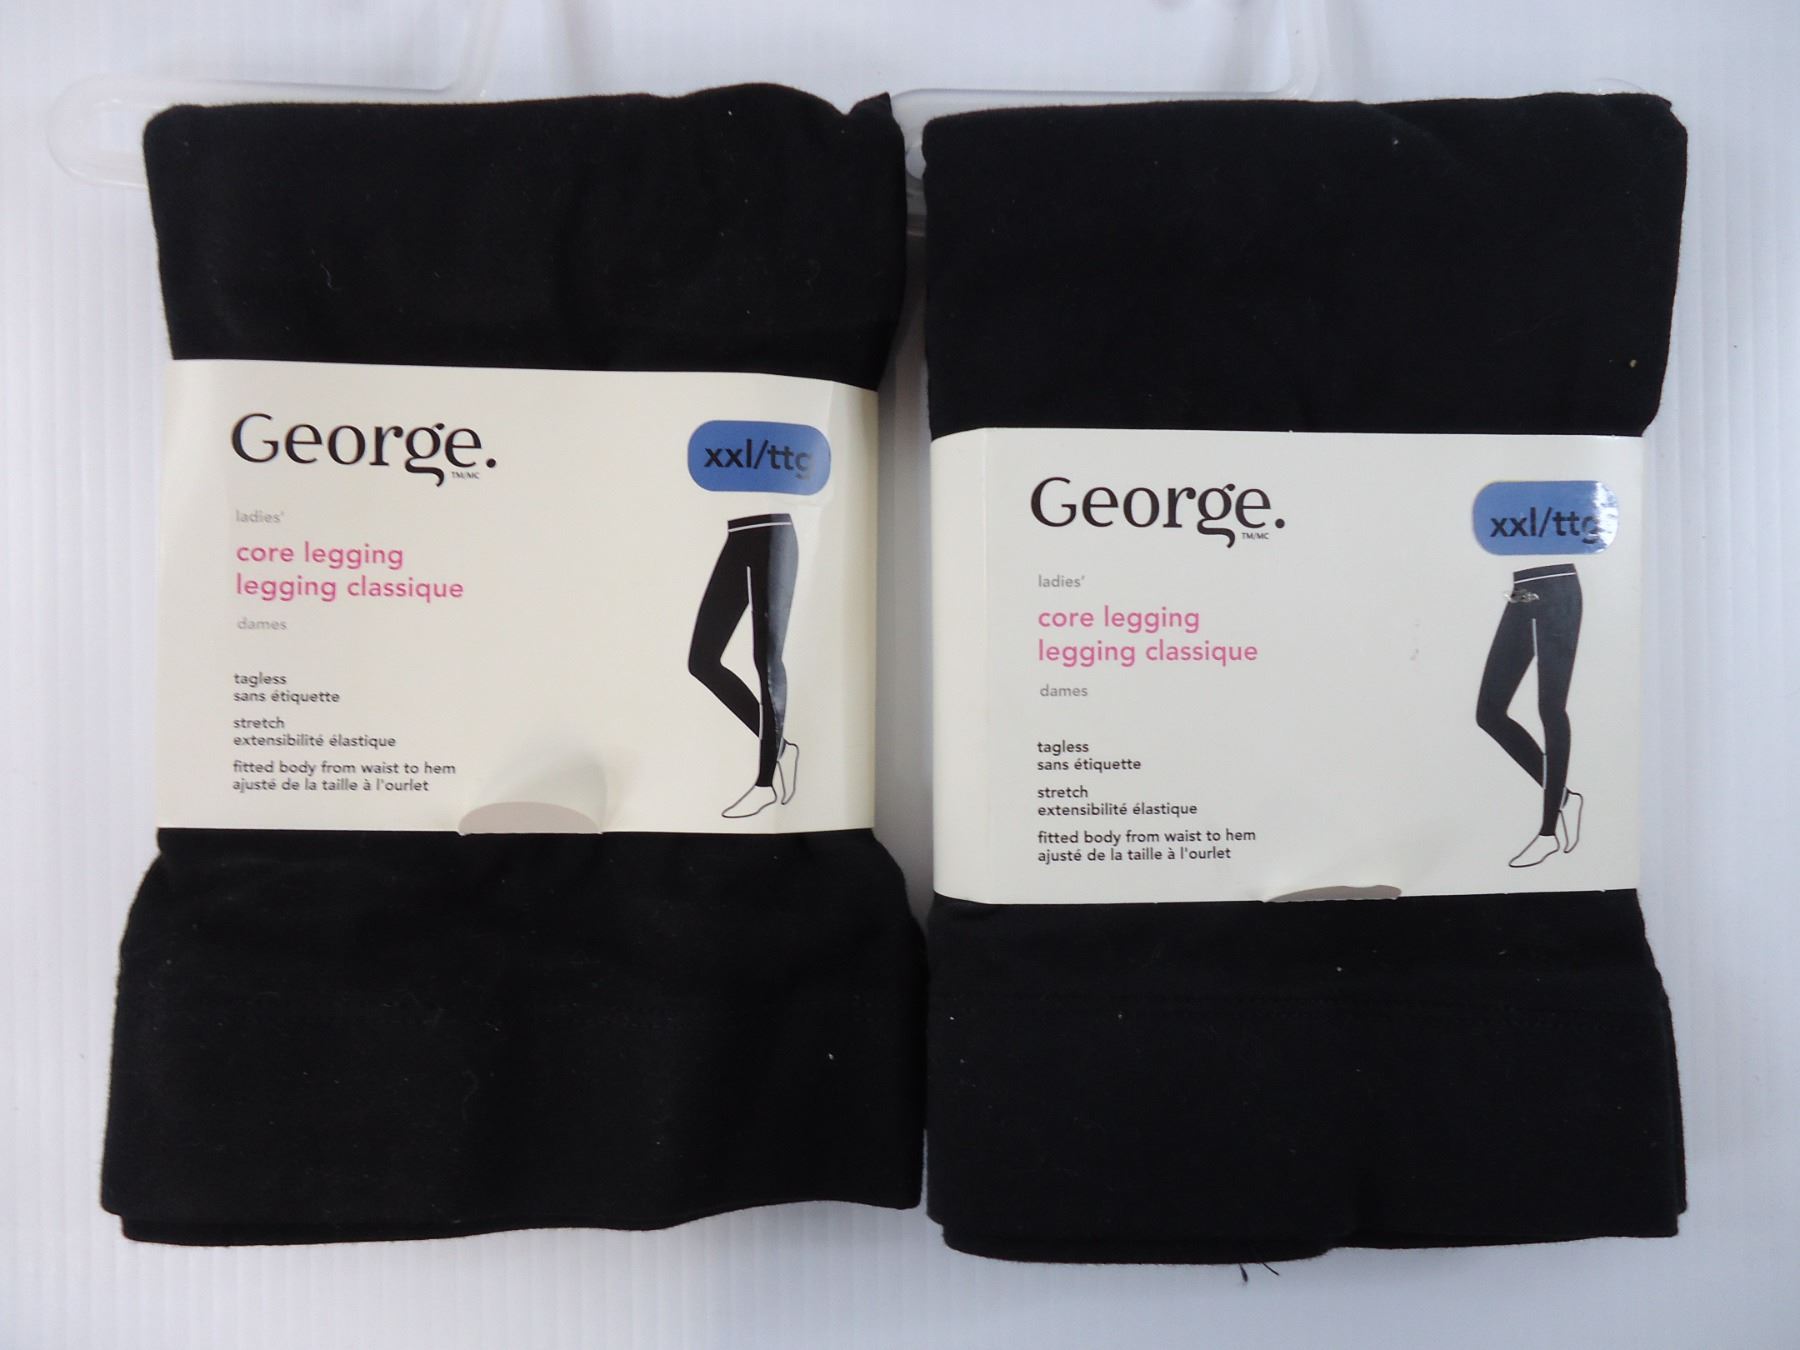 George.
TM/MC
xxl/ttg
ladies'
core legging
legging classique
dames
tagless
sans étiquette
stretch
extensibilité élastique
fitted body from waist to hem
ajusté de la taille à l'ourlet
George.
TM/MC
xxl/ttg
ladies'
core legging
legging classique
dames
tagless
sans étiquette
stretch
extensibilité élastique
fitted body from waist to hem
ajusté de la taille à l'ourlet